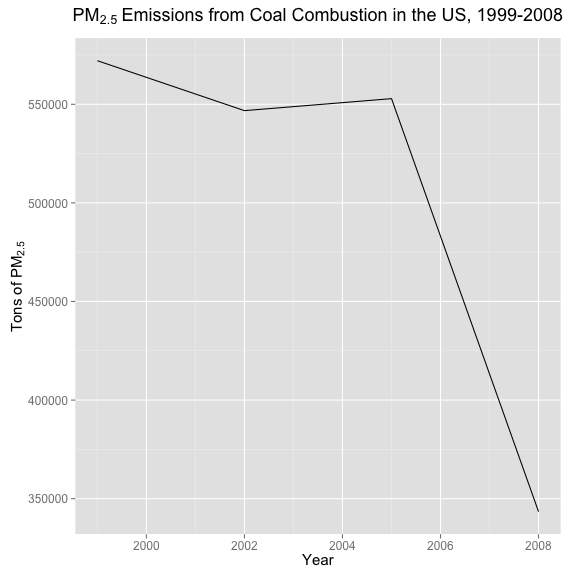 PM2.5 Emissions from Coal Combustion in the US, 1999-2008
550000
500000
450000
400000
350000
Tons of PM2.5
2000 2002 2004 2006 2008
Year